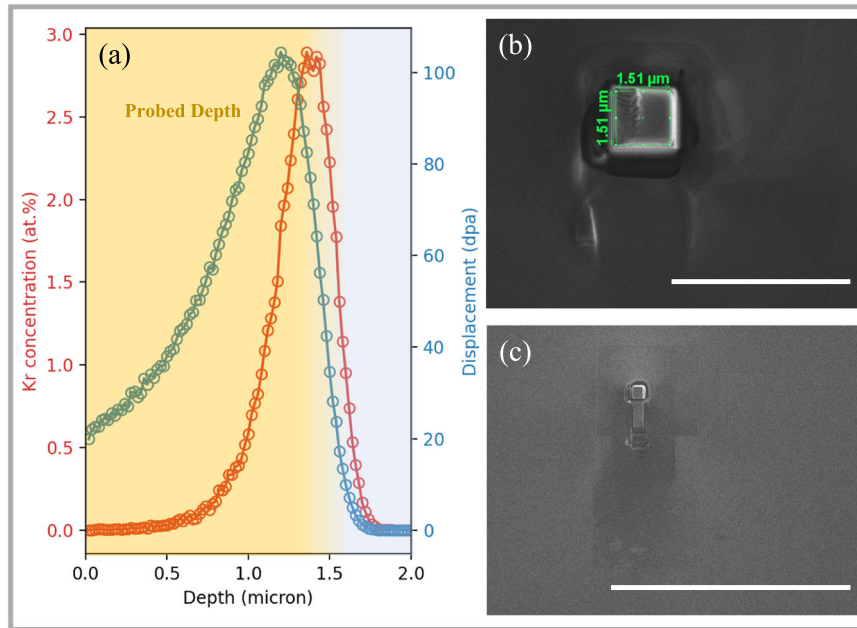 (a)
Probed Depth
3.0
2.5
2.0
1.5
1.0
0.5
0.0
Kr concentration (at.%)
100
80
60
40
20
0
Displacement (dpa)
0.0 0.5 1.0 1.5 2.0
Depth (micron)
(b)
1.51 µm
1.51 µm
(c)